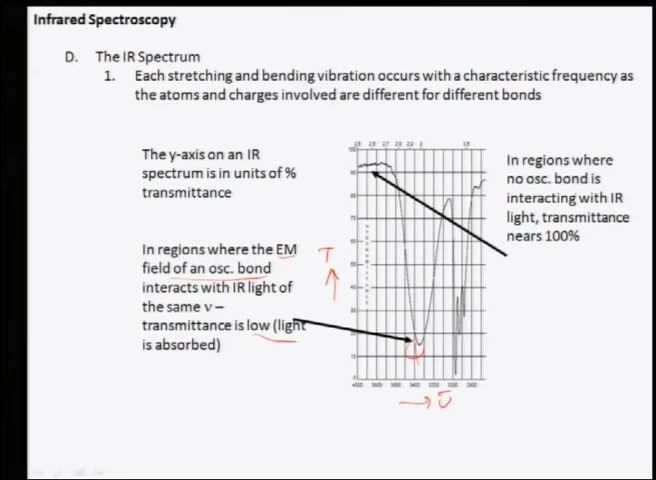 Infrared Spectroscopy
D. The IR Spectrum
1. Each stretching and bending vibration occurs with a characteristic frequency as
the atoms and charges involved are different for different bonds
The y-axis on an IR
spectrum is in units of %
transmittance
In regions where the EM
field of an osc. bond
interacts with IR light of
the same ν –
transmittance is low (light
is absorbed)
T
In regions where
no osc. bond is
interacting with IR
light, transmittance
nears 100%
→ ν̄